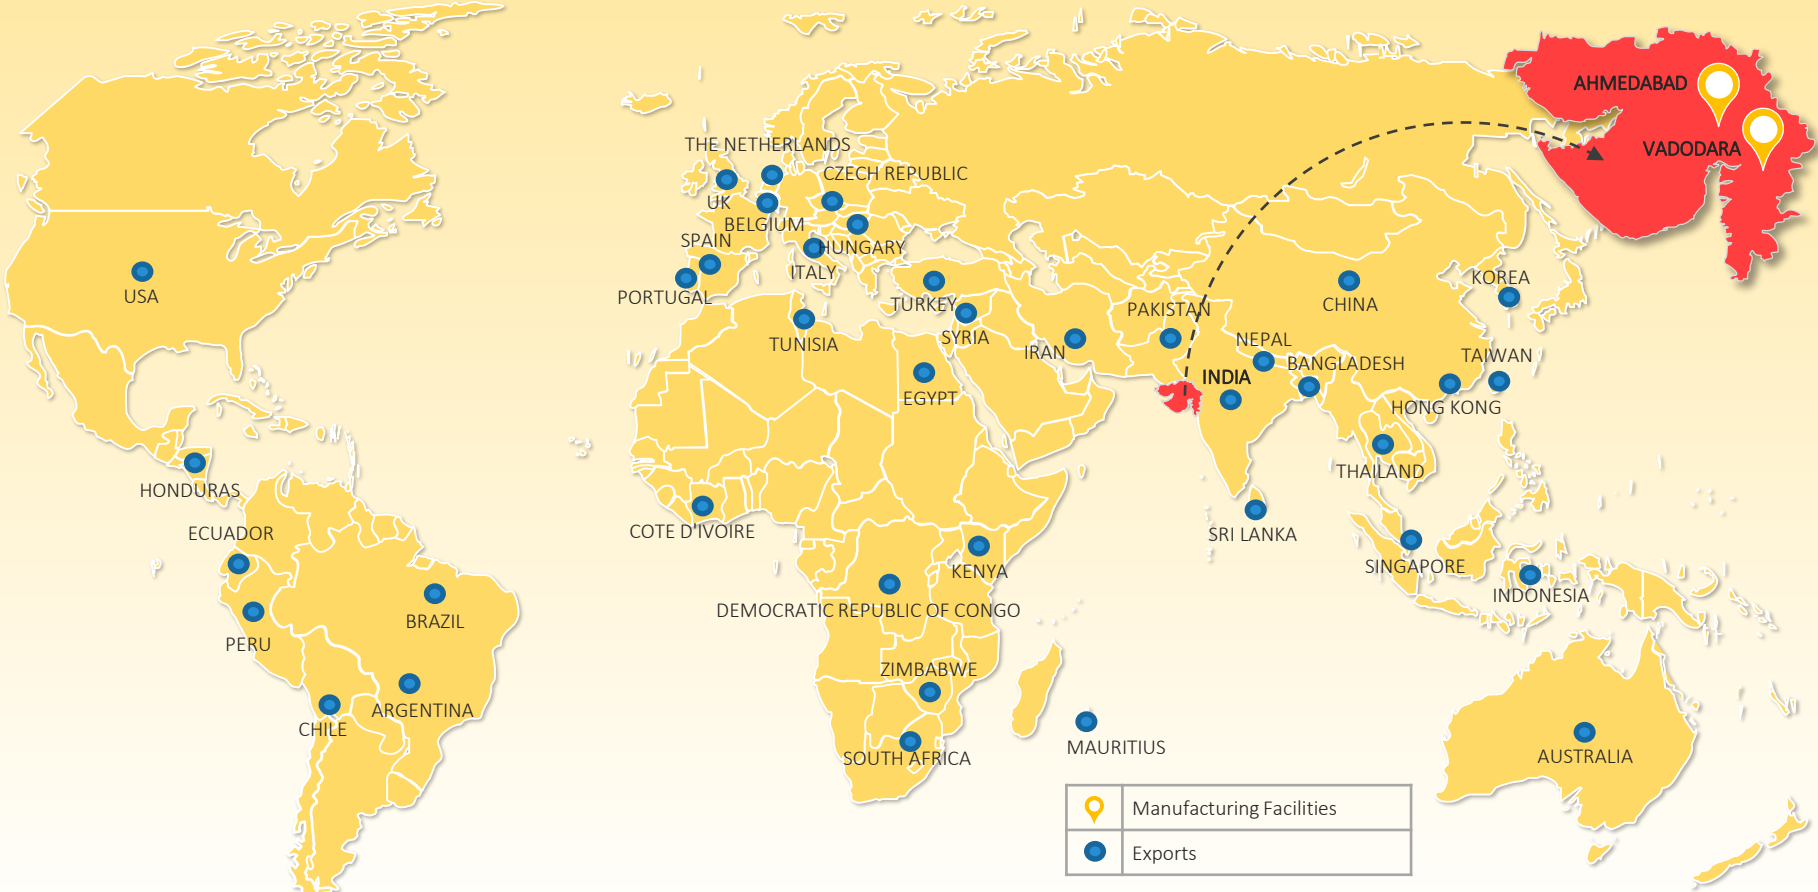 AHMEDABAD
VADODARA
THE NETHERLANDS
CZECH REPUBLIC
UK
BELGIUM
SPAIN
HUNGARY
ITALY
USA
PORTUGAL
TURKEY
KOREA
CHINA
PAKISTAN
TUNISIA
SYRIA
IRAN
NEPAL
TAIWAN
BANGLADESH
INDIA
EGYPT
HONG KONG
THAILAND
HONDURAS
ECUADOR
COTE D'IVOIRE
SRI LANKA
KENYA
SINGAPORE
INDONESIA
DEMOCRATIC REPUBLIC OF CONGO
BRAZIL
PERU
ZIMBABWE
ARGENTINA
CHILE
MAURITIUS
SOUTH AFRICA
AUSTRALIA
Manufacturing Facilities
Exports